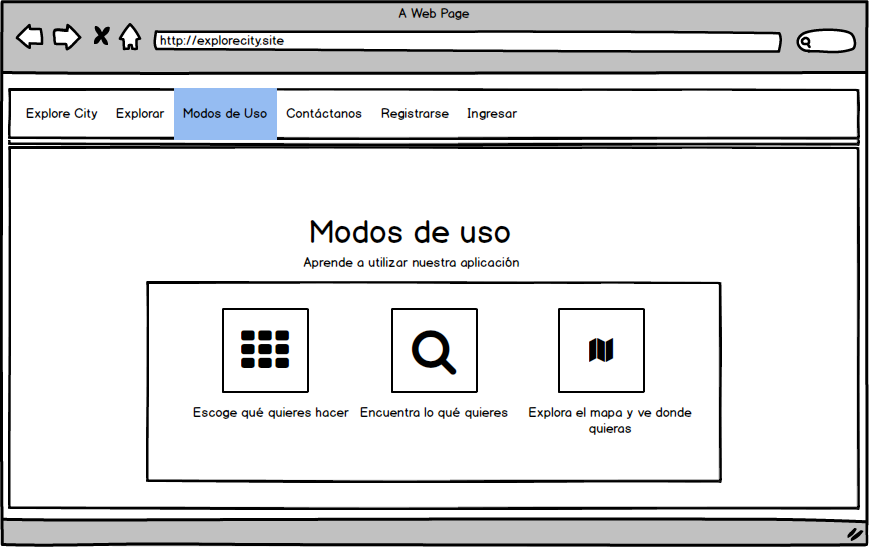 A Web Page
http://explorecity.site
Explore City Explorar Modos de Uso Contáctanos Registrarse Ingresar
Modos de uso
Aprende a utilizar nuestra aplicación
Escoge qué quieres hacer
Encuentra lo qué quieres
Explora el mapa y ve donde
quieras